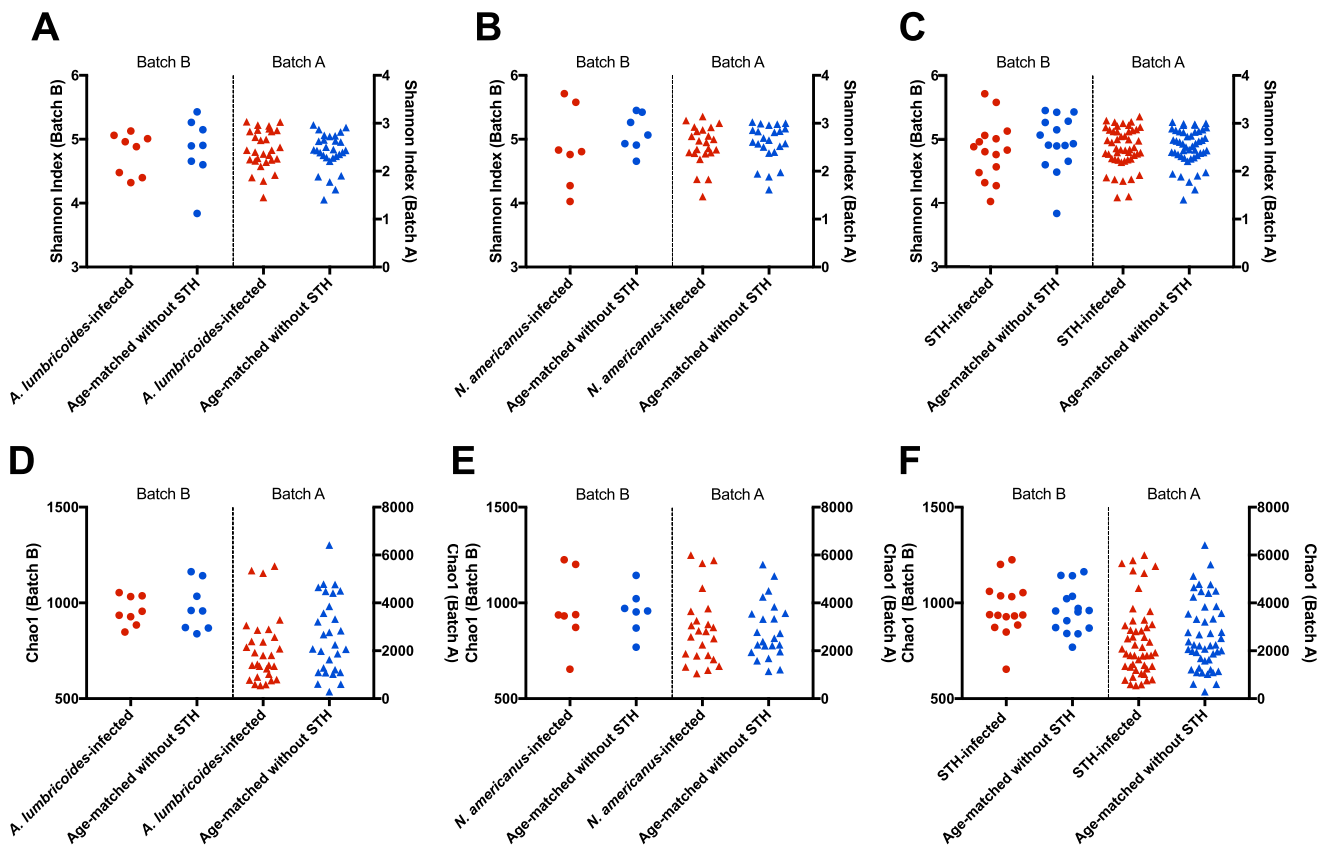 A
Batch B
Batch A
Shannon Index (Batch B)
6
5
4
3
4
3
2
1
0
Shannon Index (Batch A)
A. lumbricoides-infected
Age-matched without STH
A. lumbricoides-infected
Age-matched without STH
B
Batch B
Batch A
Shannon Index (Batch B)
6
5
4
3
4
3
2
1
0
Shannon Index (Batch A)
N. americanus-infected
Age-matched without STH
N. americanus-infected
Age-matched without STH
C
Batch B
Batch A
Shannon Index (Batch B)
6
5
4
3
4
3
2
1
0
Shannon Index (Batch A)
STH-infected
Age-matched without STH
STH-infected
Age-matched without STH
D
Batch B
Batch A
Chao1 (Batch B)
1500
1000
500
8000
6000
4000
2000
0
Chao1 (Batch A)
A. lumbricoides-infected
Age-matched without STH
A. lumbricoides-infected
Age-matched without STH
E
Batch B
Batch A
Chao1 (Batch B)
1500
1000
500
8000
6000
4000
2000
0
Chao1 (Batch A)
N. americanus-infected
Age-matched without STH
N. americanus-infected
Age-matched without STH
F
Batch B
Batch A
Chao1 (Batch B)
1500
1000
500
8000
6000
4000
2000
0
Chao1 (Batch A)
STH-infected
Age-matched without STH
STH-infected
Age-matched without STH